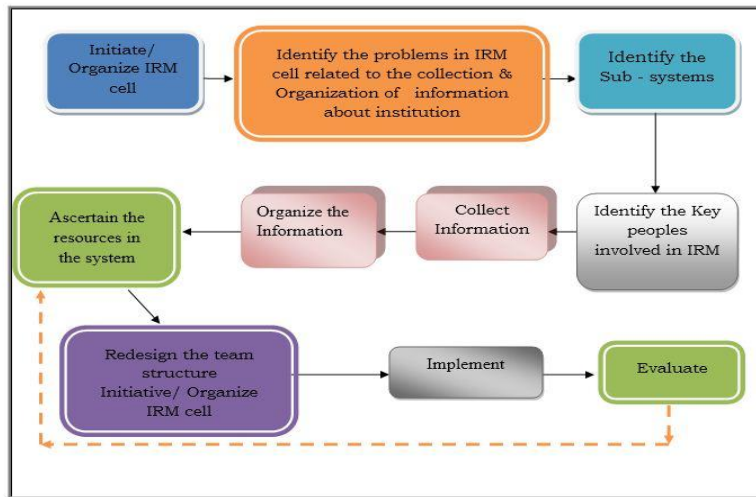 Initiate/
Organize IRM
cell
Identify the problems in IRM
cell related to the collection &
Organization of information
about institution
Identify the
Sub - systems
Identify the Key
peoples
involved in IRM
Collect
Information
Organize the
Information
Ascertain the
resources in
the system
Redesign the team
structure
Initiative/ Organize
IRM cell
Implement
Evaluate